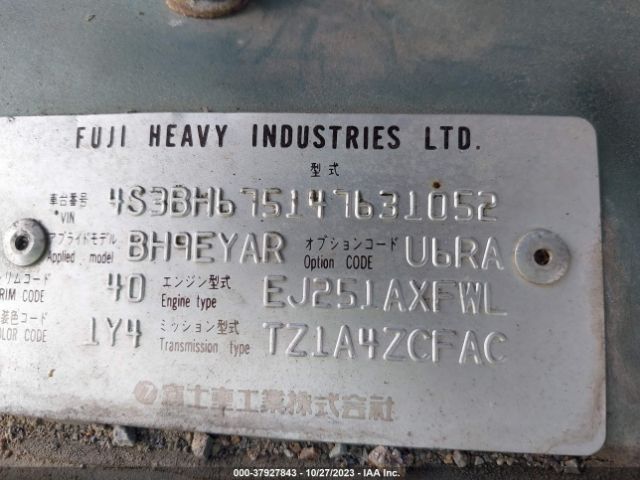 FUJI HEAVY INDUSTRIES LTD.
型式
車台番号 4S3BH675147631052
*VIN
アプライドモデル BH9EYAR オプションコード U6RA
Applied model Option CODE
リムコード 40 エンジン型式 EJ251AXFWL
RIM CODE Engine type
装色コード 1Y4 ミッション型式 TZ1A4ZCFAC
OLOR CODE Transmission type
富士重工業株式会社
000-37927843 | 10/27/2023 | IAA Inc.